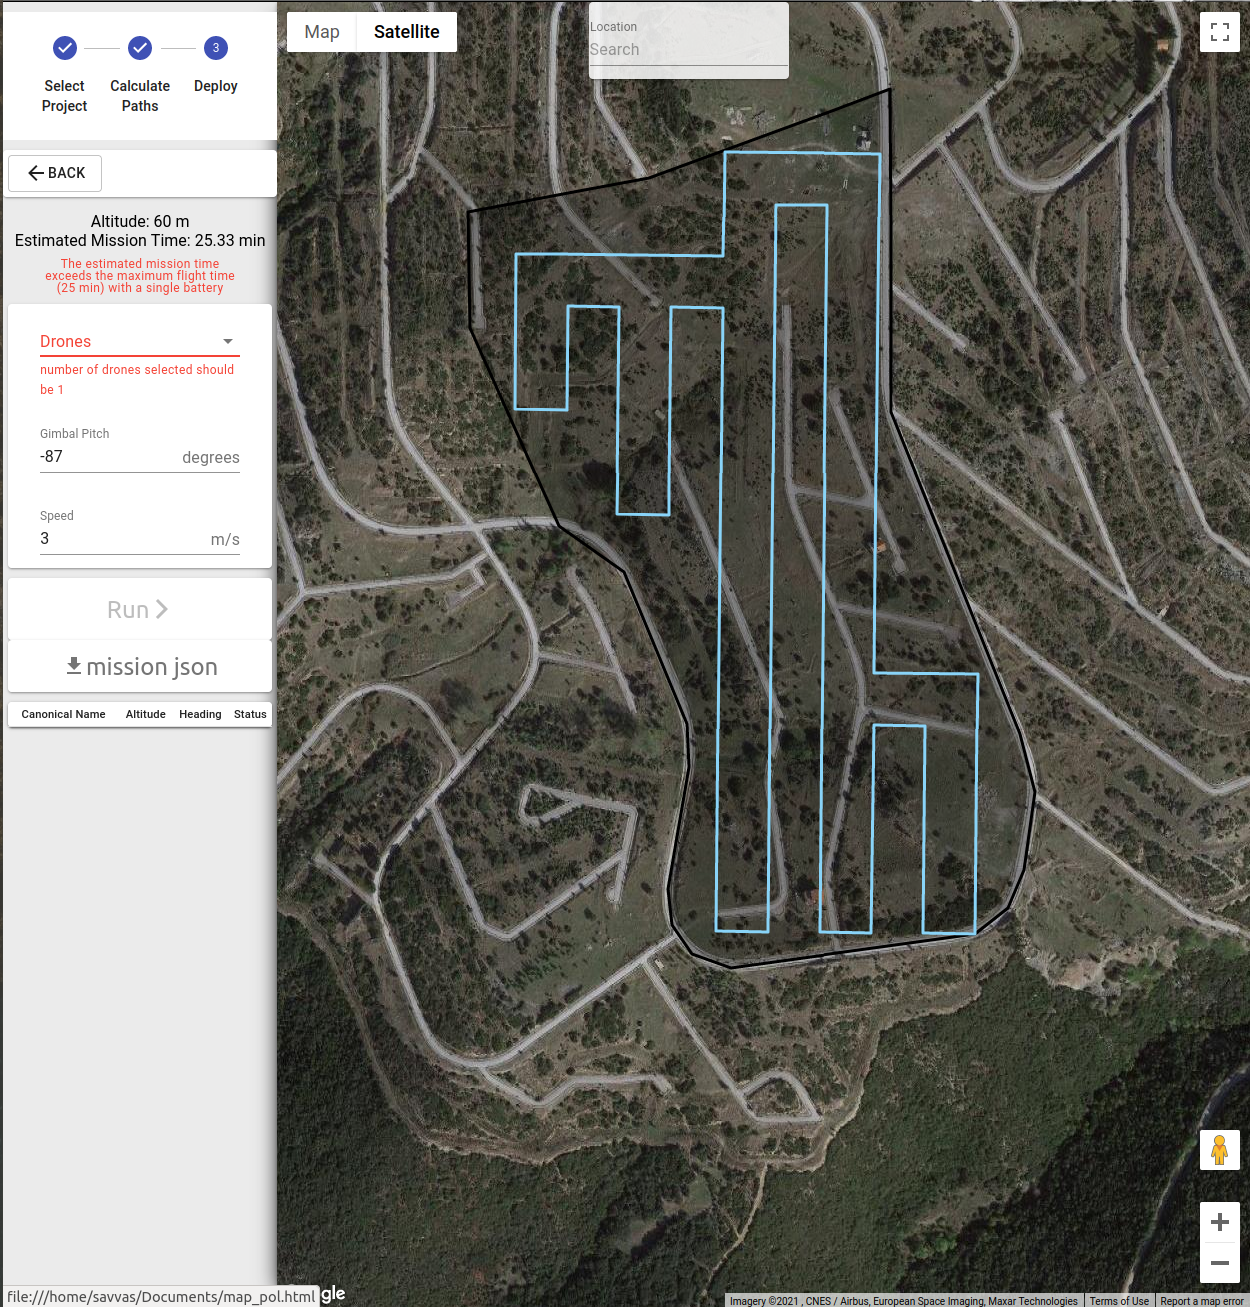 Select
Project
Calculate
Paths
3
Deploy
BACK
Altitude: 60 m
Estimated Mission Time: 25.33 min
The estimated mission time
exceeds the maximum flight time
(25 min) with a single battery
Drones
number of drones selected should
be 1
Gimbal Pitch
-87 degrees
Speed
3 m/s
Run
mission json
Canonical Name Altitude Heading Status
file:///home/savvas/Documents/map_pol.html
Map Satellite
Location
Search
gle
Imagery ©2021 , CNES / Airbus, European Space Imaging, Maxar Technologies Terms of Use Report a map error